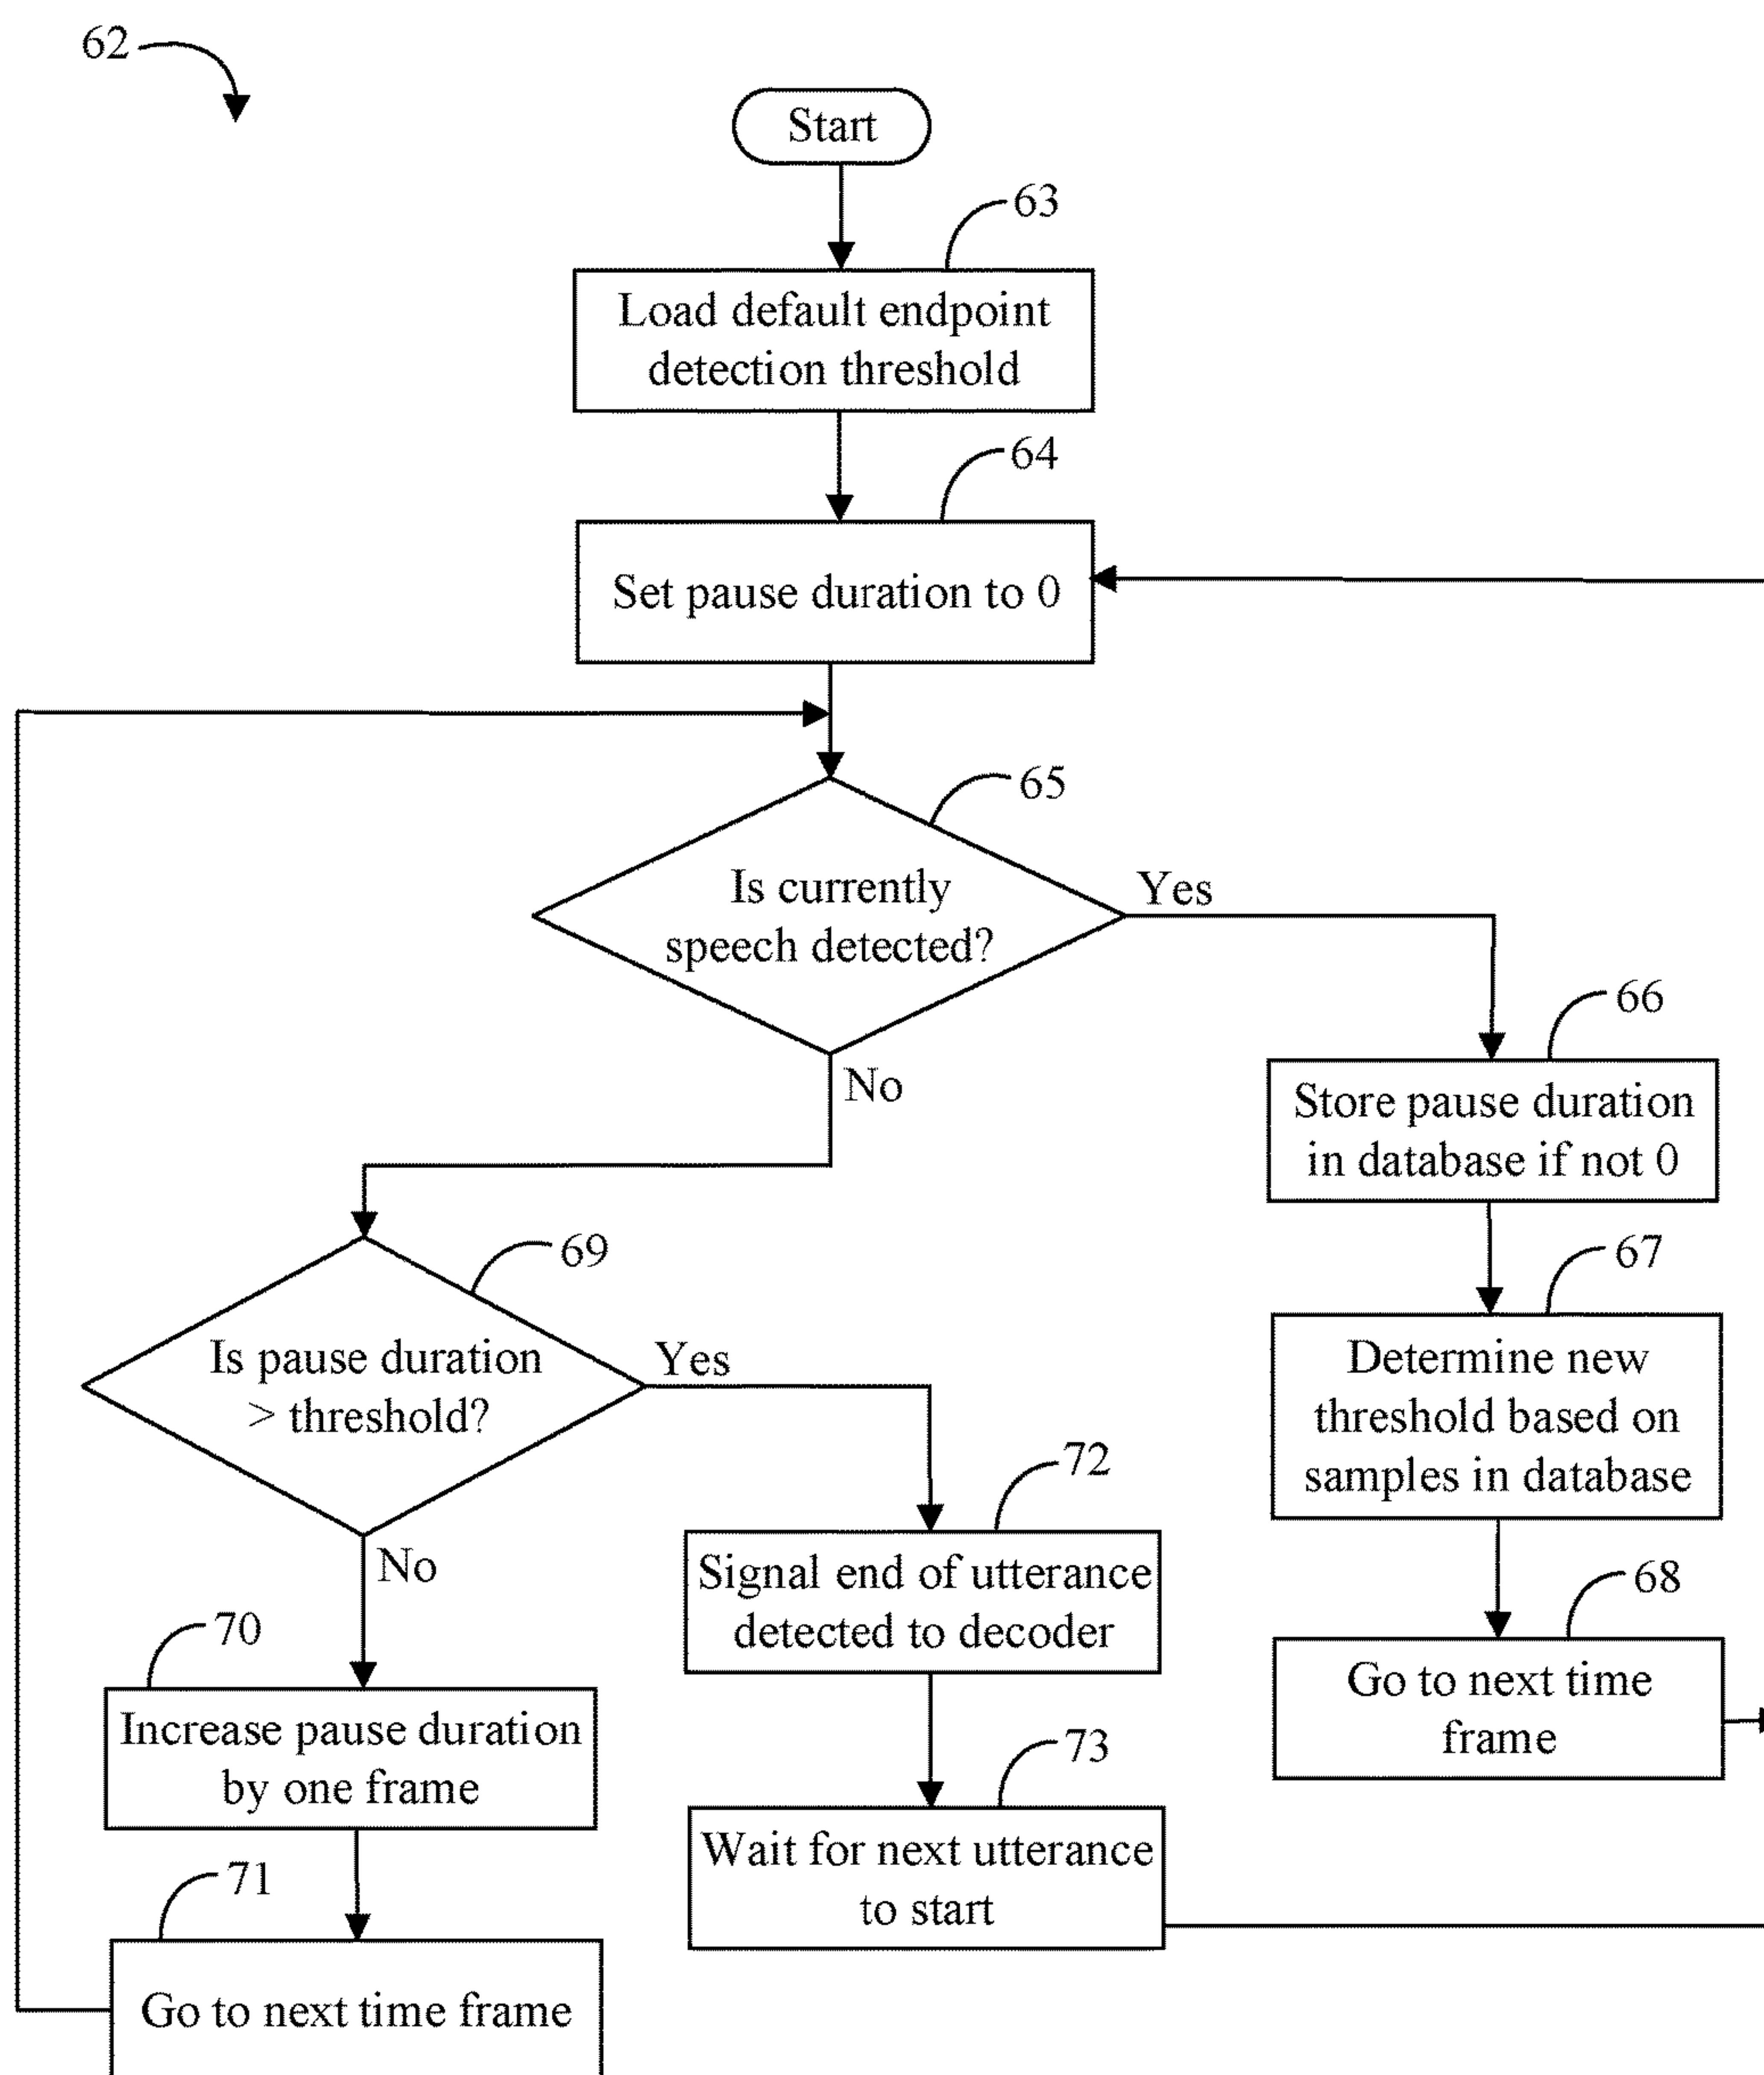 62
Start
63
Load default endpoint
detection threshold
64
Set pause duration to 0
65
Is currently
speech detected?
Yes
No
66
Store pause duration
in database if not 0
67
Determine new
threshold based on
samples in database
68
Go to next time
frame
69
Is pause duration
> threshold?
Yes
No
70
Increase pause duration
by one frame
71
Go to next time frame
72
Signal end of utterance
detected to decoder
73
Wait for next utterance
to start